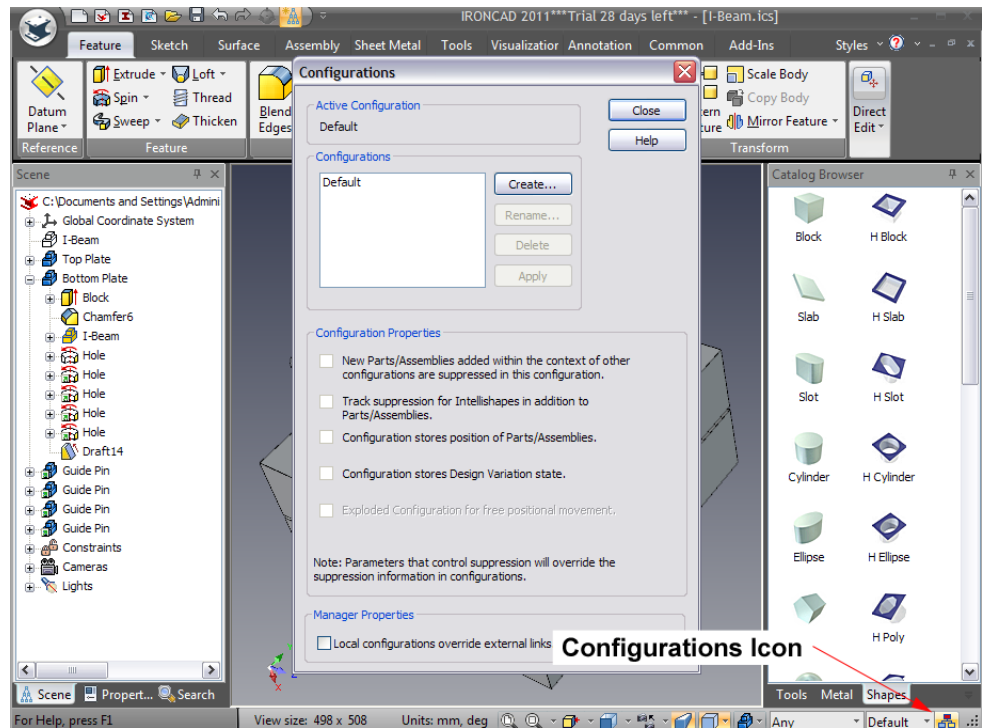 IRONCAD 2011***Trial 28 days left*** - [I-Beam.ics]
Feature Sketch Surface Assembly Sheet Metal Tools Visualizatior Annotation Common Add-Ins Styles
Extrude Loft
Spin Thread
Sweep Thicken
Datum
Plane
Blend
Edges
Scale Body
Copy Body
Mirror Feature
Direct
Edit
Reference Feature Transform
Scene
C:\Documents and Settings\Admini
Global Coordinate System
I-Beam
Top Plate
Bottom Plate
Block
Chamfer6
I-Beam
Hole
Hole
Hole
Hole
Hole
Draft14
Guide Pin
Guide Pin
Guide Pin
Guide Pin
Constraints
Cameras
Lights
Scene Propert... Search
Configurations
Active Configuration
Default
Close
Help
Configurations
Default
Create...
Rename...
Delete
Apply
Configuration Properties
New Parts/Assemblies added within the context of other
configurations are suppressed in this configuration.
Track suppression for Intellishapes in addition to
Parts/Assemblies.
Configuration stores position of Parts/Assemblies.
Configuration stores Design Variation state.
Exploded Configuration for free positional movement.
Note: Parameters that control suppression will override the
suppression information in configurations.
Manager Properties
Local configurations override external links
Configurations Icon
Catalog Browser
Block H Block
Slab H Slab
Slot H Slot
Cylinder H Cylinder
Ellipse H Ellipse
H Poly
Tools Metal Shapes
For Help, press F1 View size: 498 x 508 Units: mm, deg Any Default